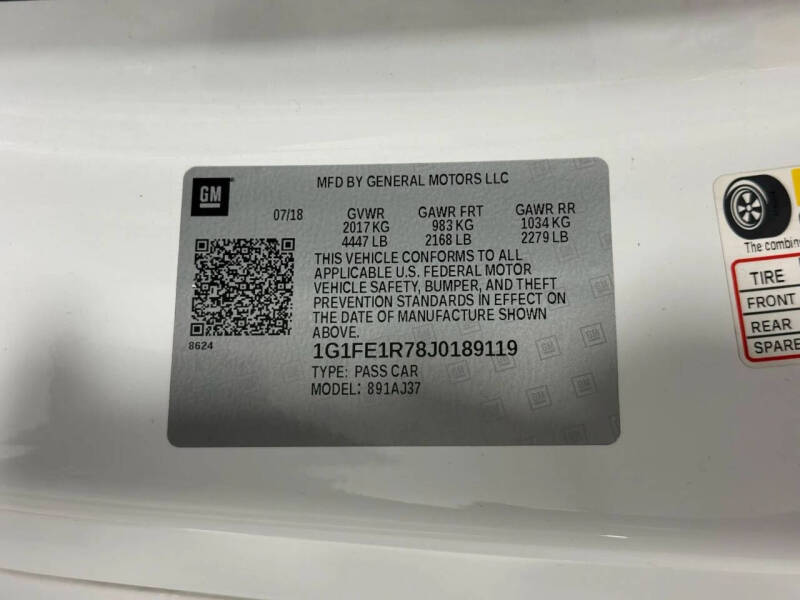 GM
MFD BY GENERAL MOTORS LLC
07/18
GVWR GAWR FRT GAWR RR
2017 KG 983 KG 1034 KG
4447 LB 2168 LB 2279 LB
THIS VEHICLE CONFORMS TO ALL
APPLICABLE U.S. FEDERAL MOTOR
VEHICLE SAFETY, BUMPER, AND THEFT
PREVENTION STANDARDS IN EFFECT ON
THE DATE OF MANUFACTURE SHOWN
ABOVE.
8624
1G1FE1R78J0189119
TYPE: PASS CAR
MODEL: 891AJ37
The
TIRE
FRONT
REAR
SPARE